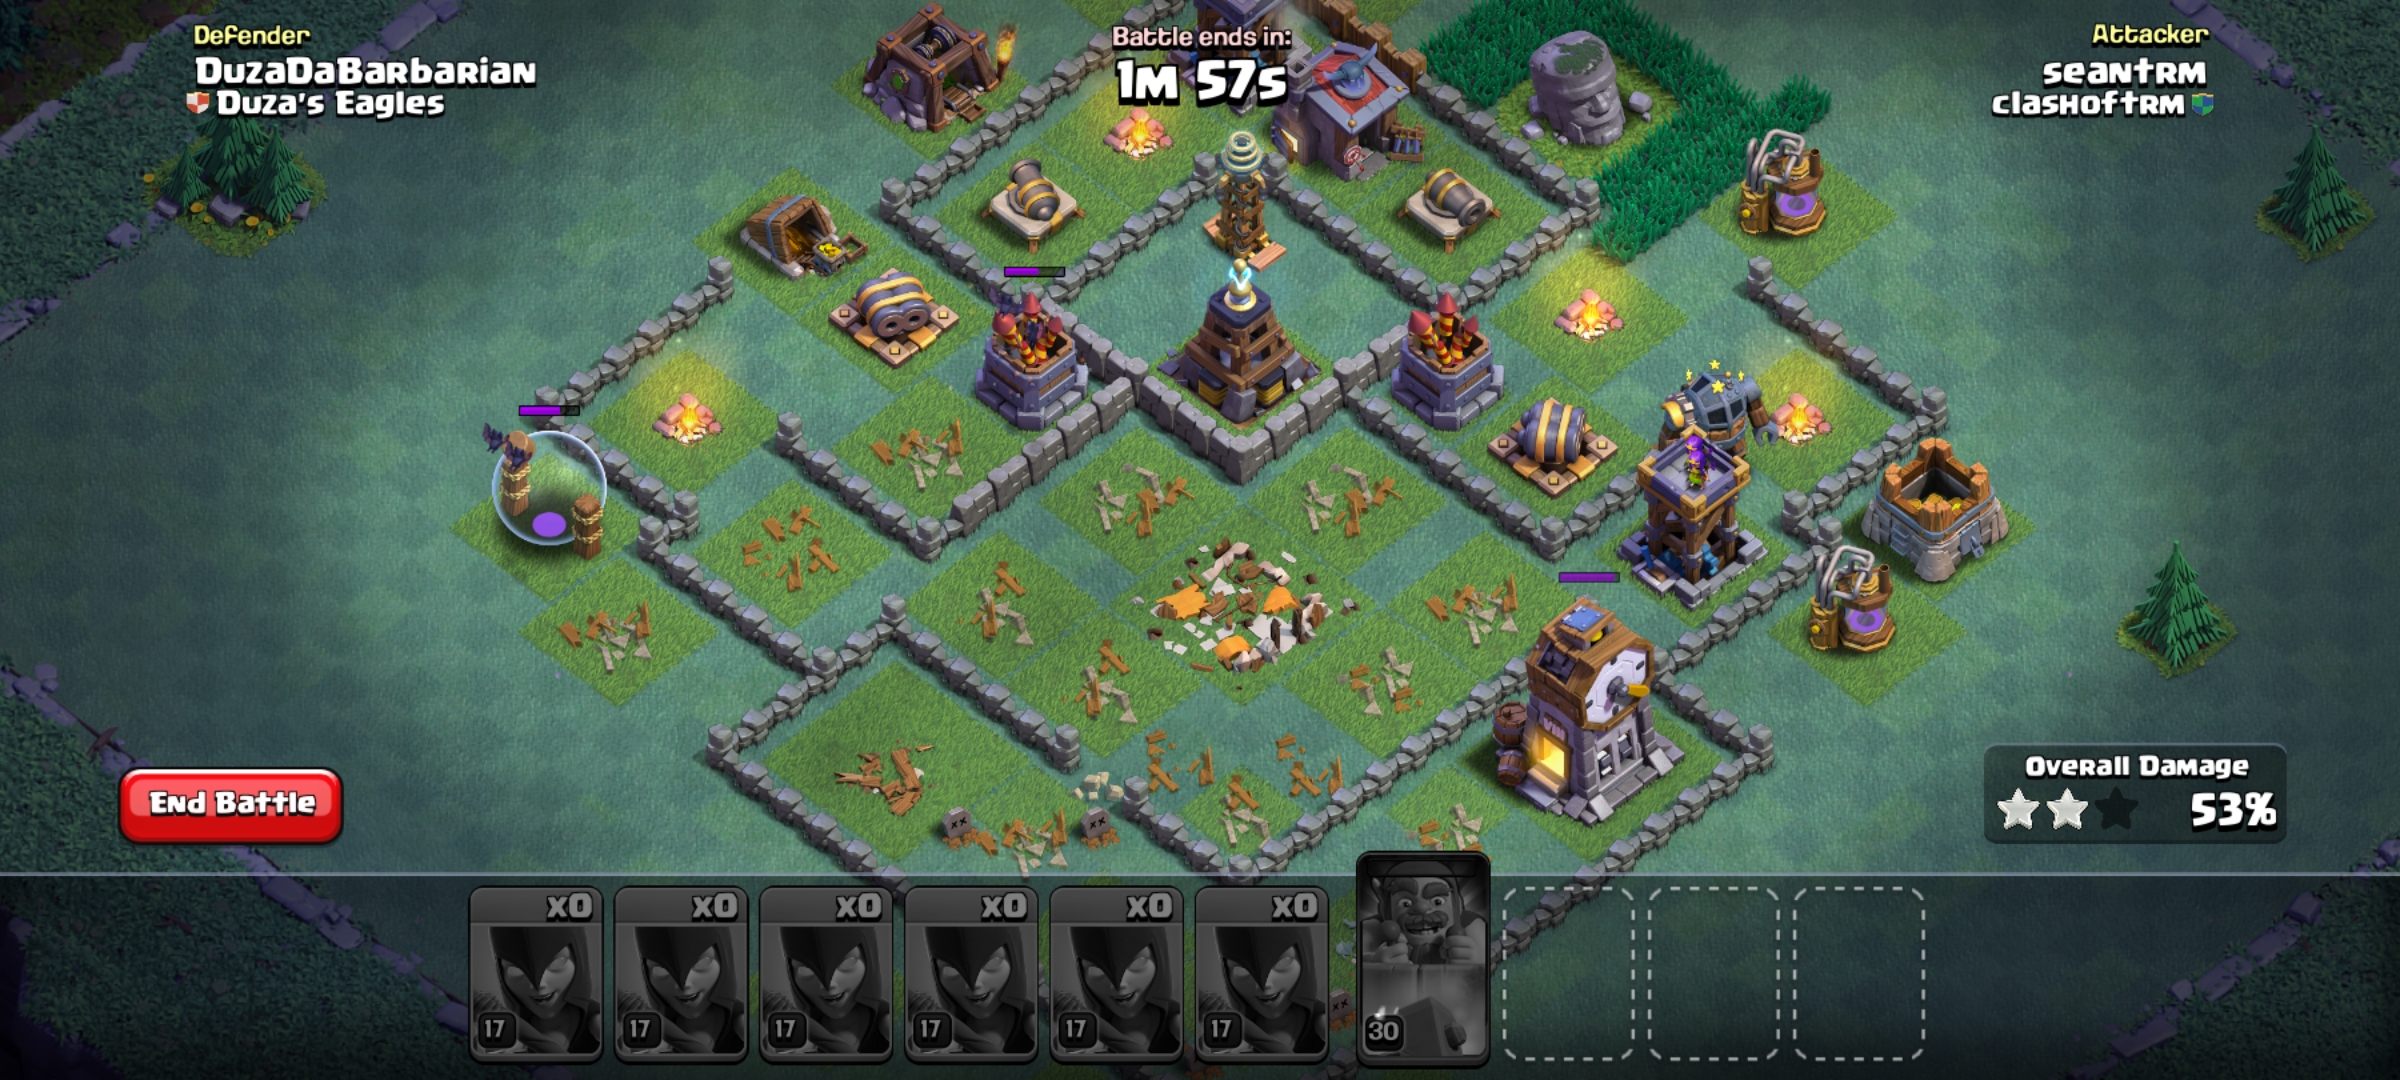 Defender
DuzaDaBarbarian
Duza's Eagles
Battle ends in:
1M 57s
Attacker
seantRM
clashoftRM
End Battle
Overall Damage
53%
x0
x0
x0
x0
x0
x0
17
17
17
17
17
17
30